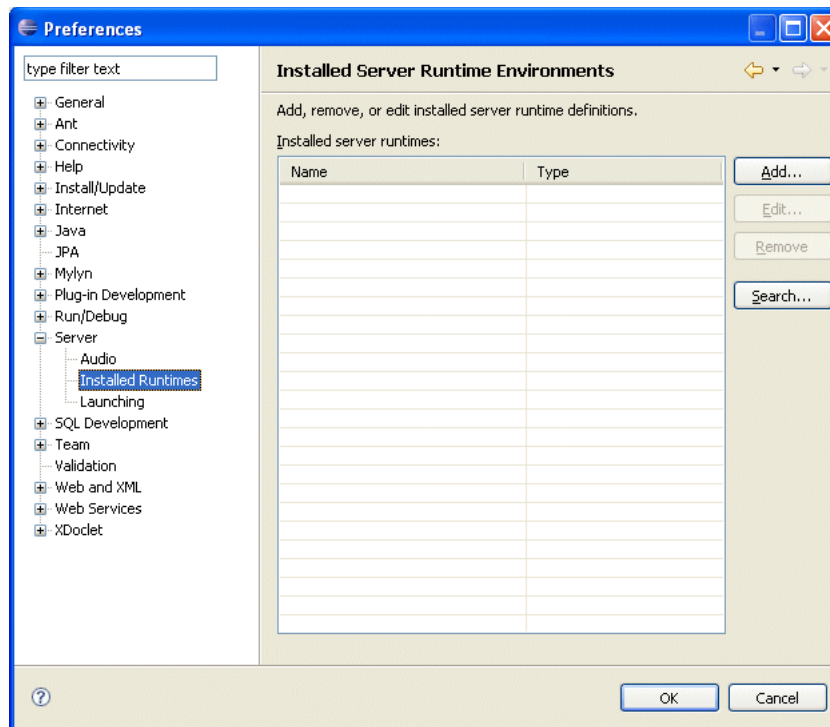 Preferences
type filter text
General
Ant
Connectivity
Help
Install/Update
Internet
Java
JPA
Mylyn
Plug-in Development
Run/Debug
Server
Audio
Installed Runtimes
Launching
SQL Development
Team
Validation
Web and XML
Web Services
XDoclet
Installed Server Runtime Environments
Add, remove, or edit installed server runtime definitions.
Installed server runtimes:
Name Type
Add...
Edit...
Remove
Search...
?
OK Cancel